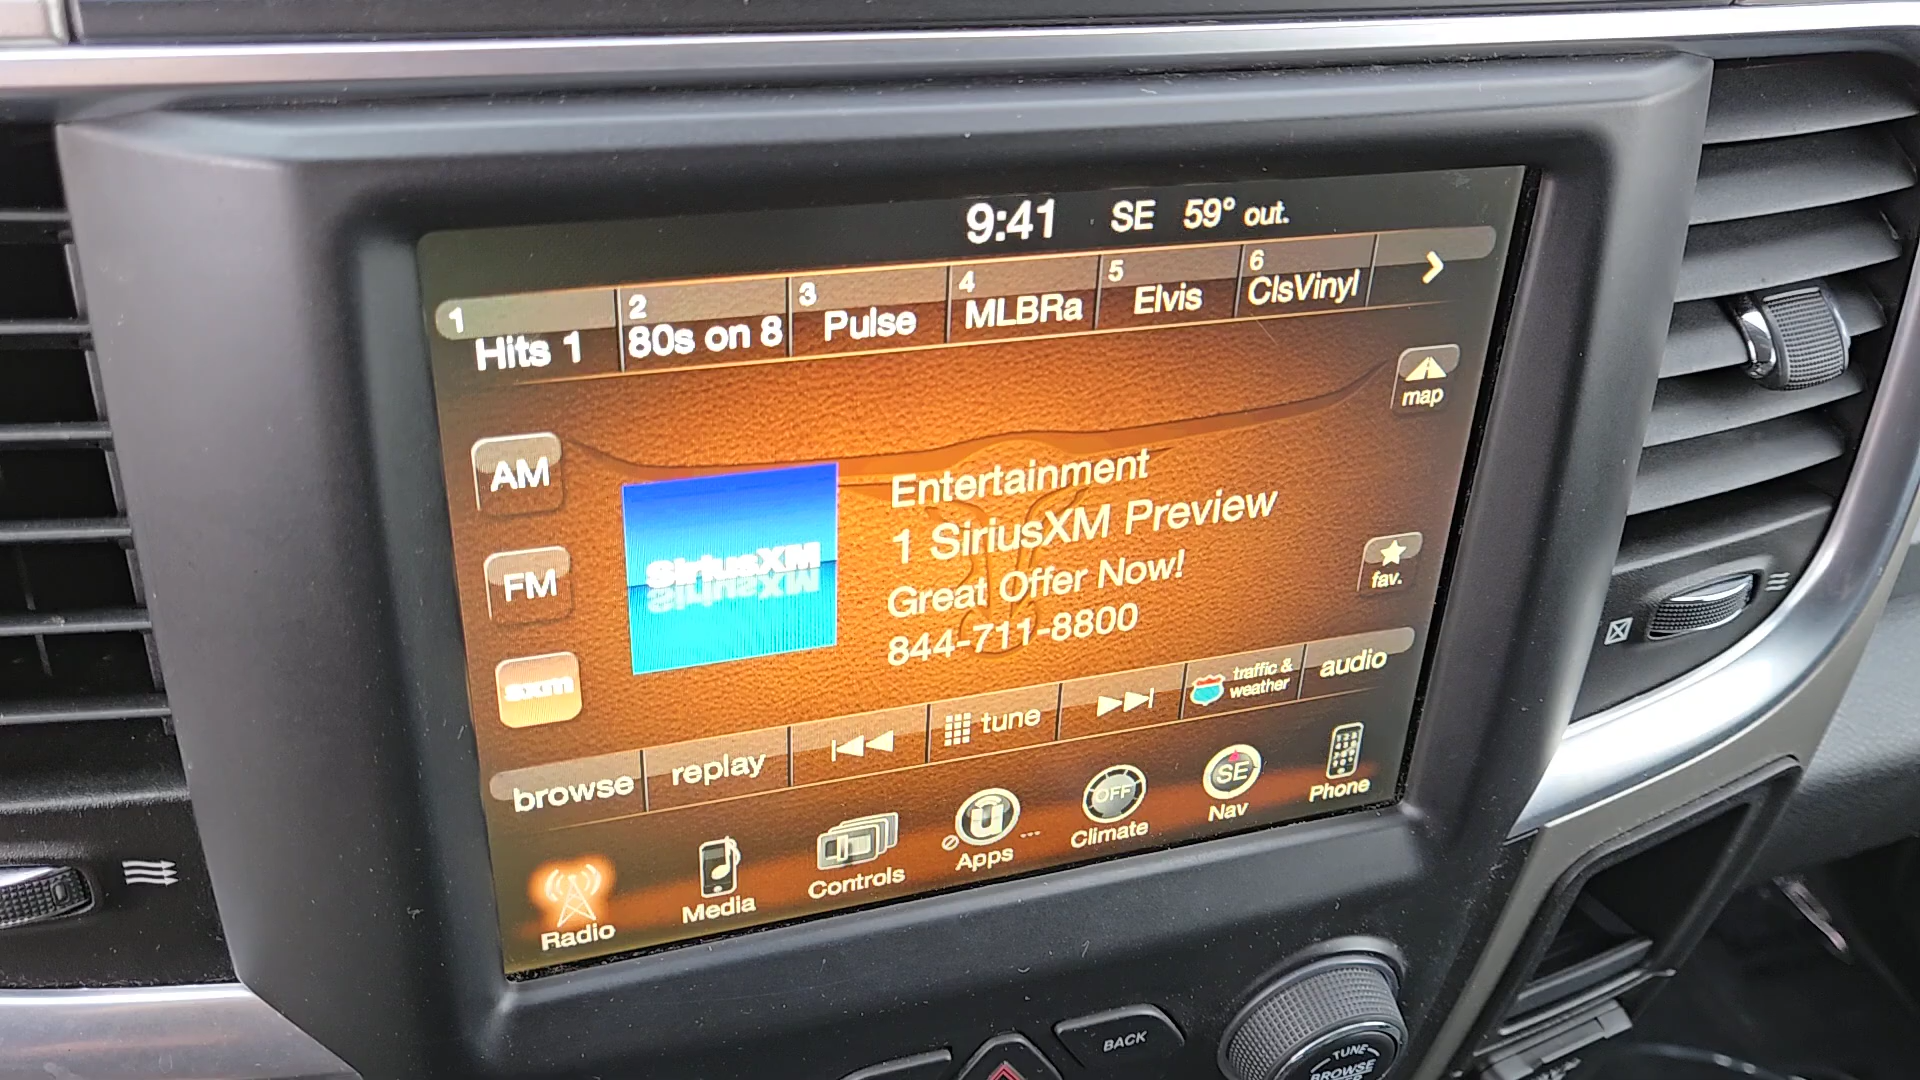 9:41 SE 59° out.
1 Hits 1
2 80s on 8
3 Pulse
4 MLBRa
5 Elvis
6 ClsVinyl
map
AM
FM
sxm
SiriusXM
Entertainment
1 SiriusXM Preview
Great Offer Now!
844-711-8800
fav.
browse
replay
tune
traffic &
weather
audio
Radio
Media
Controls
Apps
OFF
Climate
SE
Nav
Phone
BACK
TUNE
BROWSE